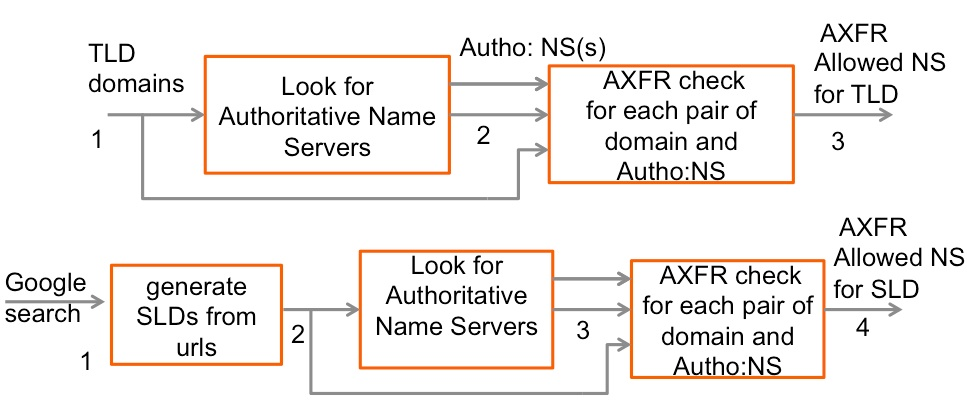 TLD
domains
1
Look for
Authoritative Name
Servers
Autho: NS(s)
2
AXFR check
for each pair of
domain and
Autho:NS
AXFR
Allowed NS
for TLD
3
Google
search
1
generate
SLDs from
urls
2
Look for
Authoritative
Name Servers
3
AXFR check
for each pair of
domain and
Autho:NS
AXFR
Allowed NS
for SLD
4